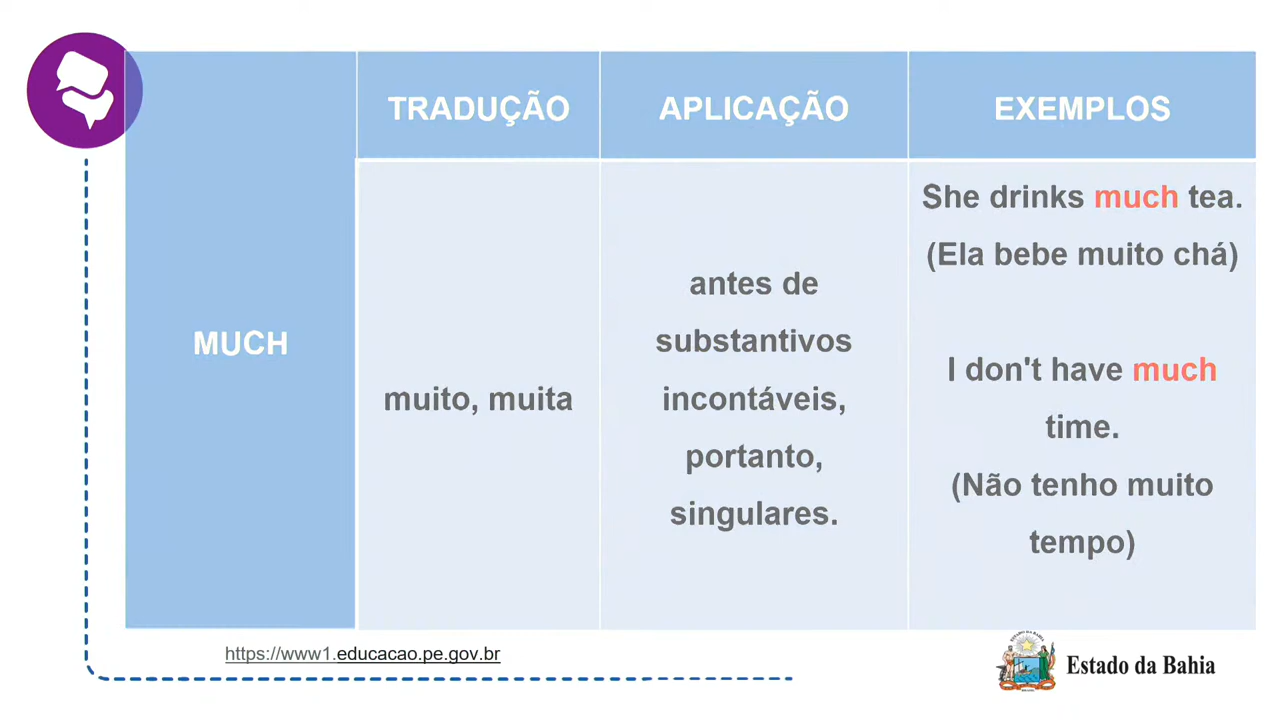 TRADUÇÃO
APLICAÇÃO
EXEMPLOS
MUCH
muito, muita
antes de
substantivos
incontáveis,
portanto,
singulares.
She drinks much tea.
(Ela bebe muito chá)
I don't have much
time.
(Não tenho muito
tempo)
https://www1.educacao.pe.gov.br
Estado da Bahia